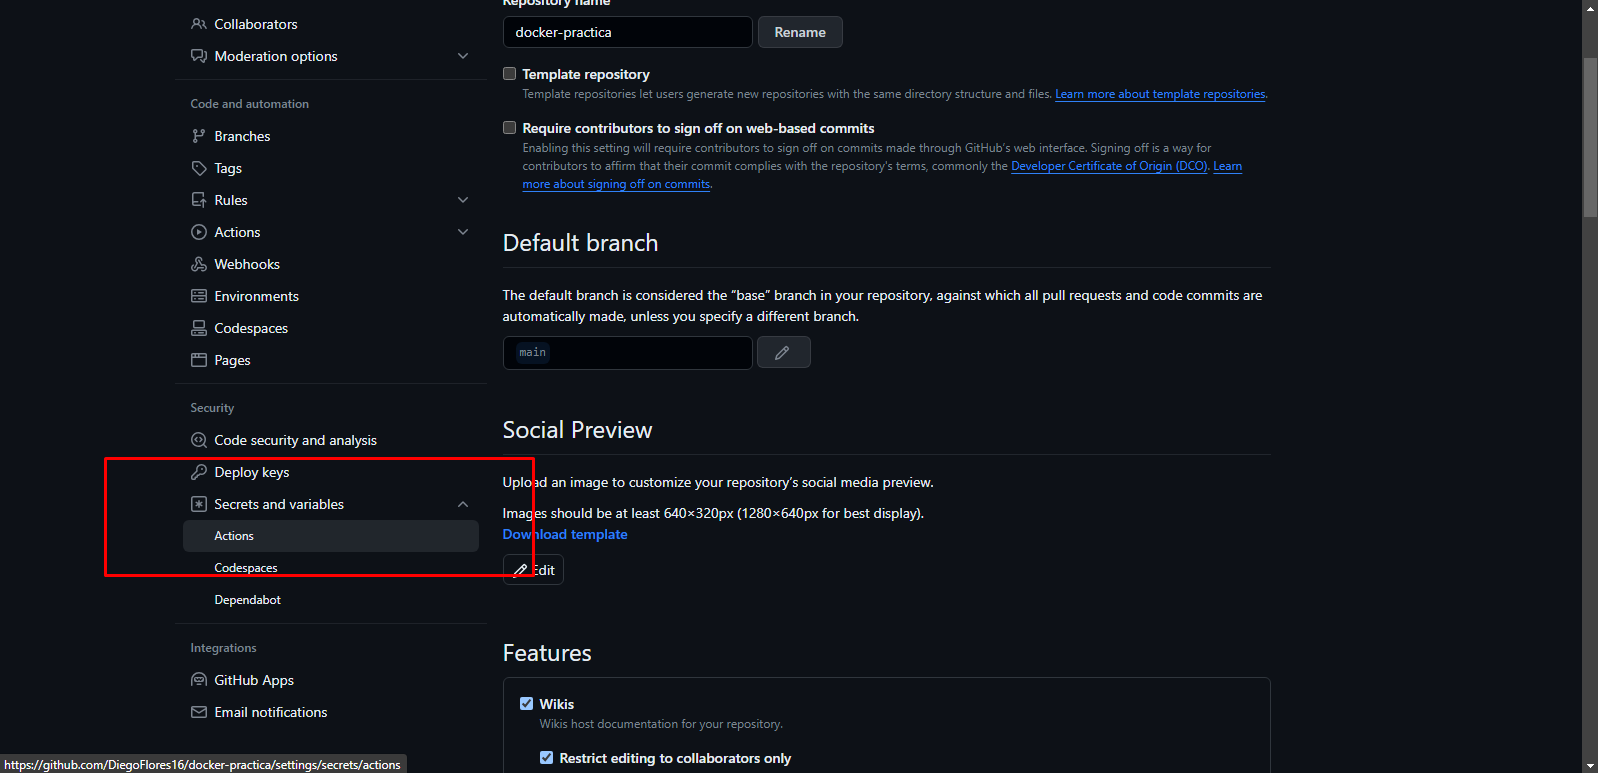 Collaborators
Moderation options
Code and automation
Branches
Tags
Rules
Actions
Webhooks
Environments
Codespaces
Pages
Security
Code security and analysis
Deploy keys
Secrets and variables
Actions
Codespaces
Dependabot
Integrations
GitHub Apps
Email notifications
Repository name
docker-practica
Rename
Template repository
Template repositories let users generate new repositories with the same directory structure and files. Learn more about template repositories.
Require contributors to sign off on web-based commits
Enabling this setting will require contributors to sign off on commits made through GitHub's web interface. Signing off is a way for
contributors to affirm that their commit complies with the repository's terms, commonly the Developer Certificate of Origin (DCO). Learn
more about signing off on commits.
Default branch
The default branch is considered the “base” branch in your repository, against which all pull requests and code commits are
automatically made, unless you specify a different branch.
main
Social Preview
Upload an image to customize your repository's social media preview.
Images should be at least 640×320px (1280×640px for best display).
Download template
Edit
Features
Wikis
Wikis host documentation for your repository.
Restrict editing to collaborators only
https://github.com/DiegoFlores16/docker-practica/settings/secrets/actions